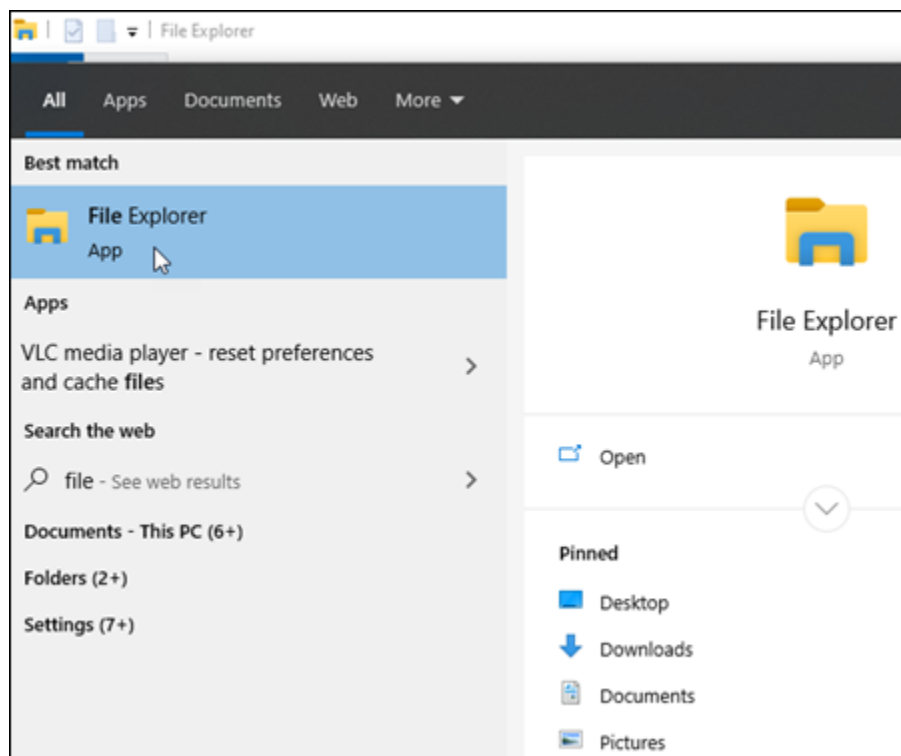 File Explorer
All Apps Documents Web More
Best match
File Explorer
App
Apps
VLC media player - reset preferences
and cache files
Search the web
file - See web results
Documents - This PC (6+)
Folders (2+)
Settings (7+)
File Explorer
App
Open
Pinned
Desktop
Downloads
Documents
Pictures